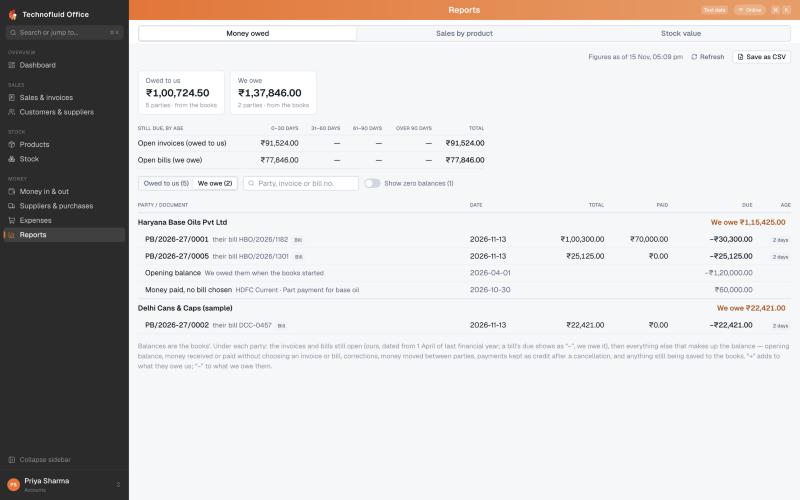 Technofluid Office
Search or jump to... ⌘K
OVERVIEW
Dashboard
SALES
Sales & invoices
Customers & suppliers
STOCK
Products
Stock
MONEY
Money in & out
Suppliers & purchases
Expenses
Reports
Collapse sidebar
PS Priya Sharma
Accounts
Reports
Test data Online ⌘ K
Money owed Sales by product Stock value
Figures as of 15 Nov, 05:09 pm Refresh Save as CSV
Owed to us
₹1,00,724.50
5 parties · from the books
We owe
₹1,37,846.00
2 parties · from the books
STILL DUE, BY AGE 0–30 DAYS 31–60 DAYS 61–90 DAYS OVER 90 DAYS TOTAL
Open invoices (owed to us) ₹91,524.00 — — — ₹91,524.00
Open bills (we owe) ₹77,846.00 — — — ₹77,846.00
Owed to us (5) We owe (2) Party, invoice or bill no. Show zero balances (1)
PARTY / DOCUMENT DATE TOTAL PAID DUE AGE
Haryana Base Oils Pvt Ltd We owe ₹1,15,425.00
PB/2026-27/0001 their bill HBO/2026/1182 Bill 2026-11-13 ₹1,00,300.00 ₹70,000.00 −₹30,300.00 2 days
PB/2026-27/0005 their bill HBO/2026/1301 Bill 2026-11-13 ₹25,125.00 ₹0.00 −₹25,125.00 2 days
Opening balance We owed them when the books started 2026-04-01 −₹1,20,000.00
Money paid, no bill chosen HDFC Current · Part payment for base oil 2026-10-30 ₹60,000.00
Delhi Cans & Caps (sample) We owe ₹22,421.00
PB/2026-27/0002 their bill DCC-0457 Bill 2026-11-13 ₹22,421.00 ₹0.00 −₹22,421.00 2 days
Balances are the books'. Under each party: the invoices and bills still open (ours, dated from 1 April of last financial year; a bill's due shows as "−", we owe it), then everything else that makes up the balance — opening
balance, money received or paid without choosing an invoice or bill, corrections, money moved between parties, payments kept as credit after a cancellation, and anything still being saved to the books. "+" adds to
what they owe us; "−" to what we owe them.